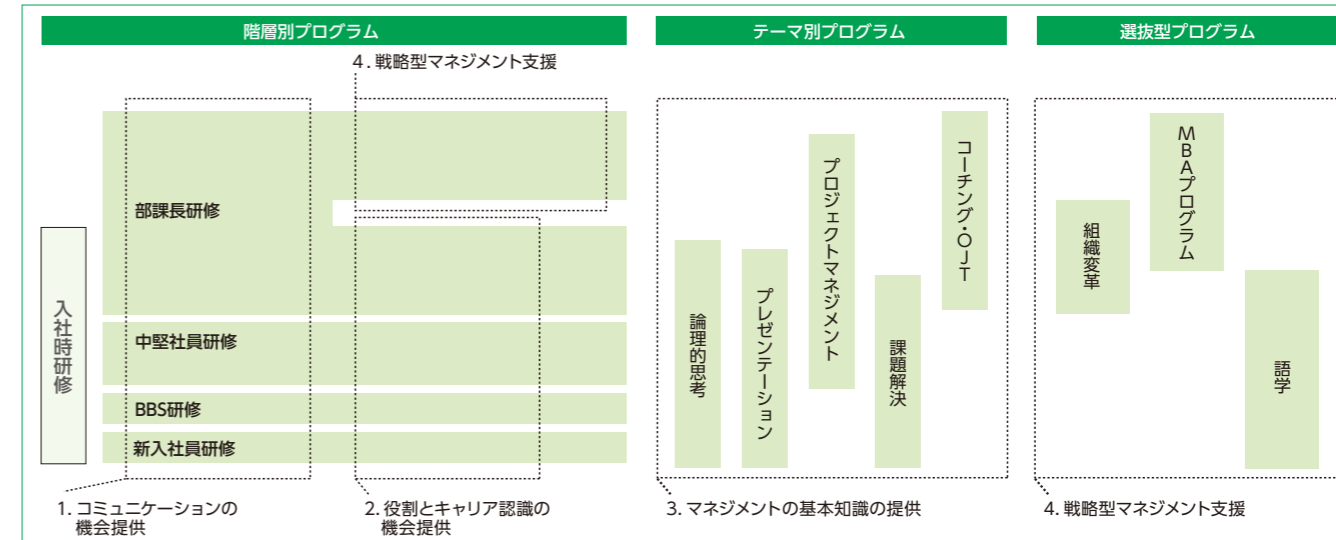 階層別プログラム
テーマ別プログラム
選抜型プログラム
4. 戦略型マネジメント支援
入社時研修
部課長研修
中堅社員研修
BBS研修
新入社員研修
論理的思考
プレゼンテーション
プロジェクトマネジメント
課題解決
コーチング・OJT
組織変革
MBAプログラム
語学
1. コミュニケーションの
機会提供
2. 役割とキャリア認識の
機会提供
3. マネジメントの基本知識の提供
4. 戦略型マネジメント支援